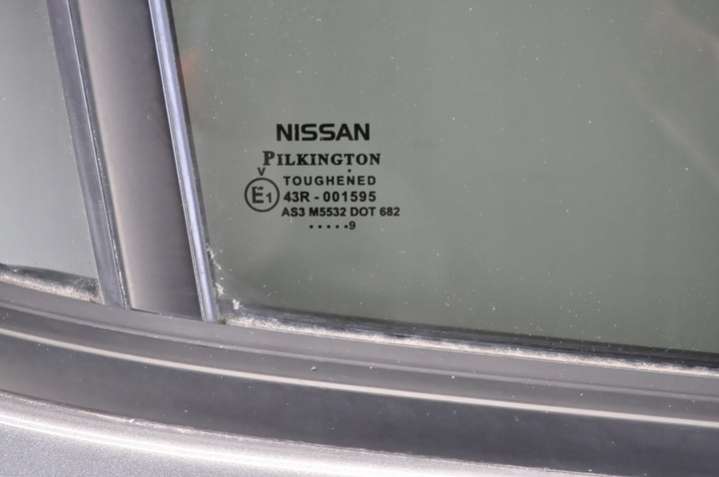 NISSAN
PILKINGTON
V
TOUGHENED
E1
43R - 001595
AS3 M5532 DOT 682
.....9